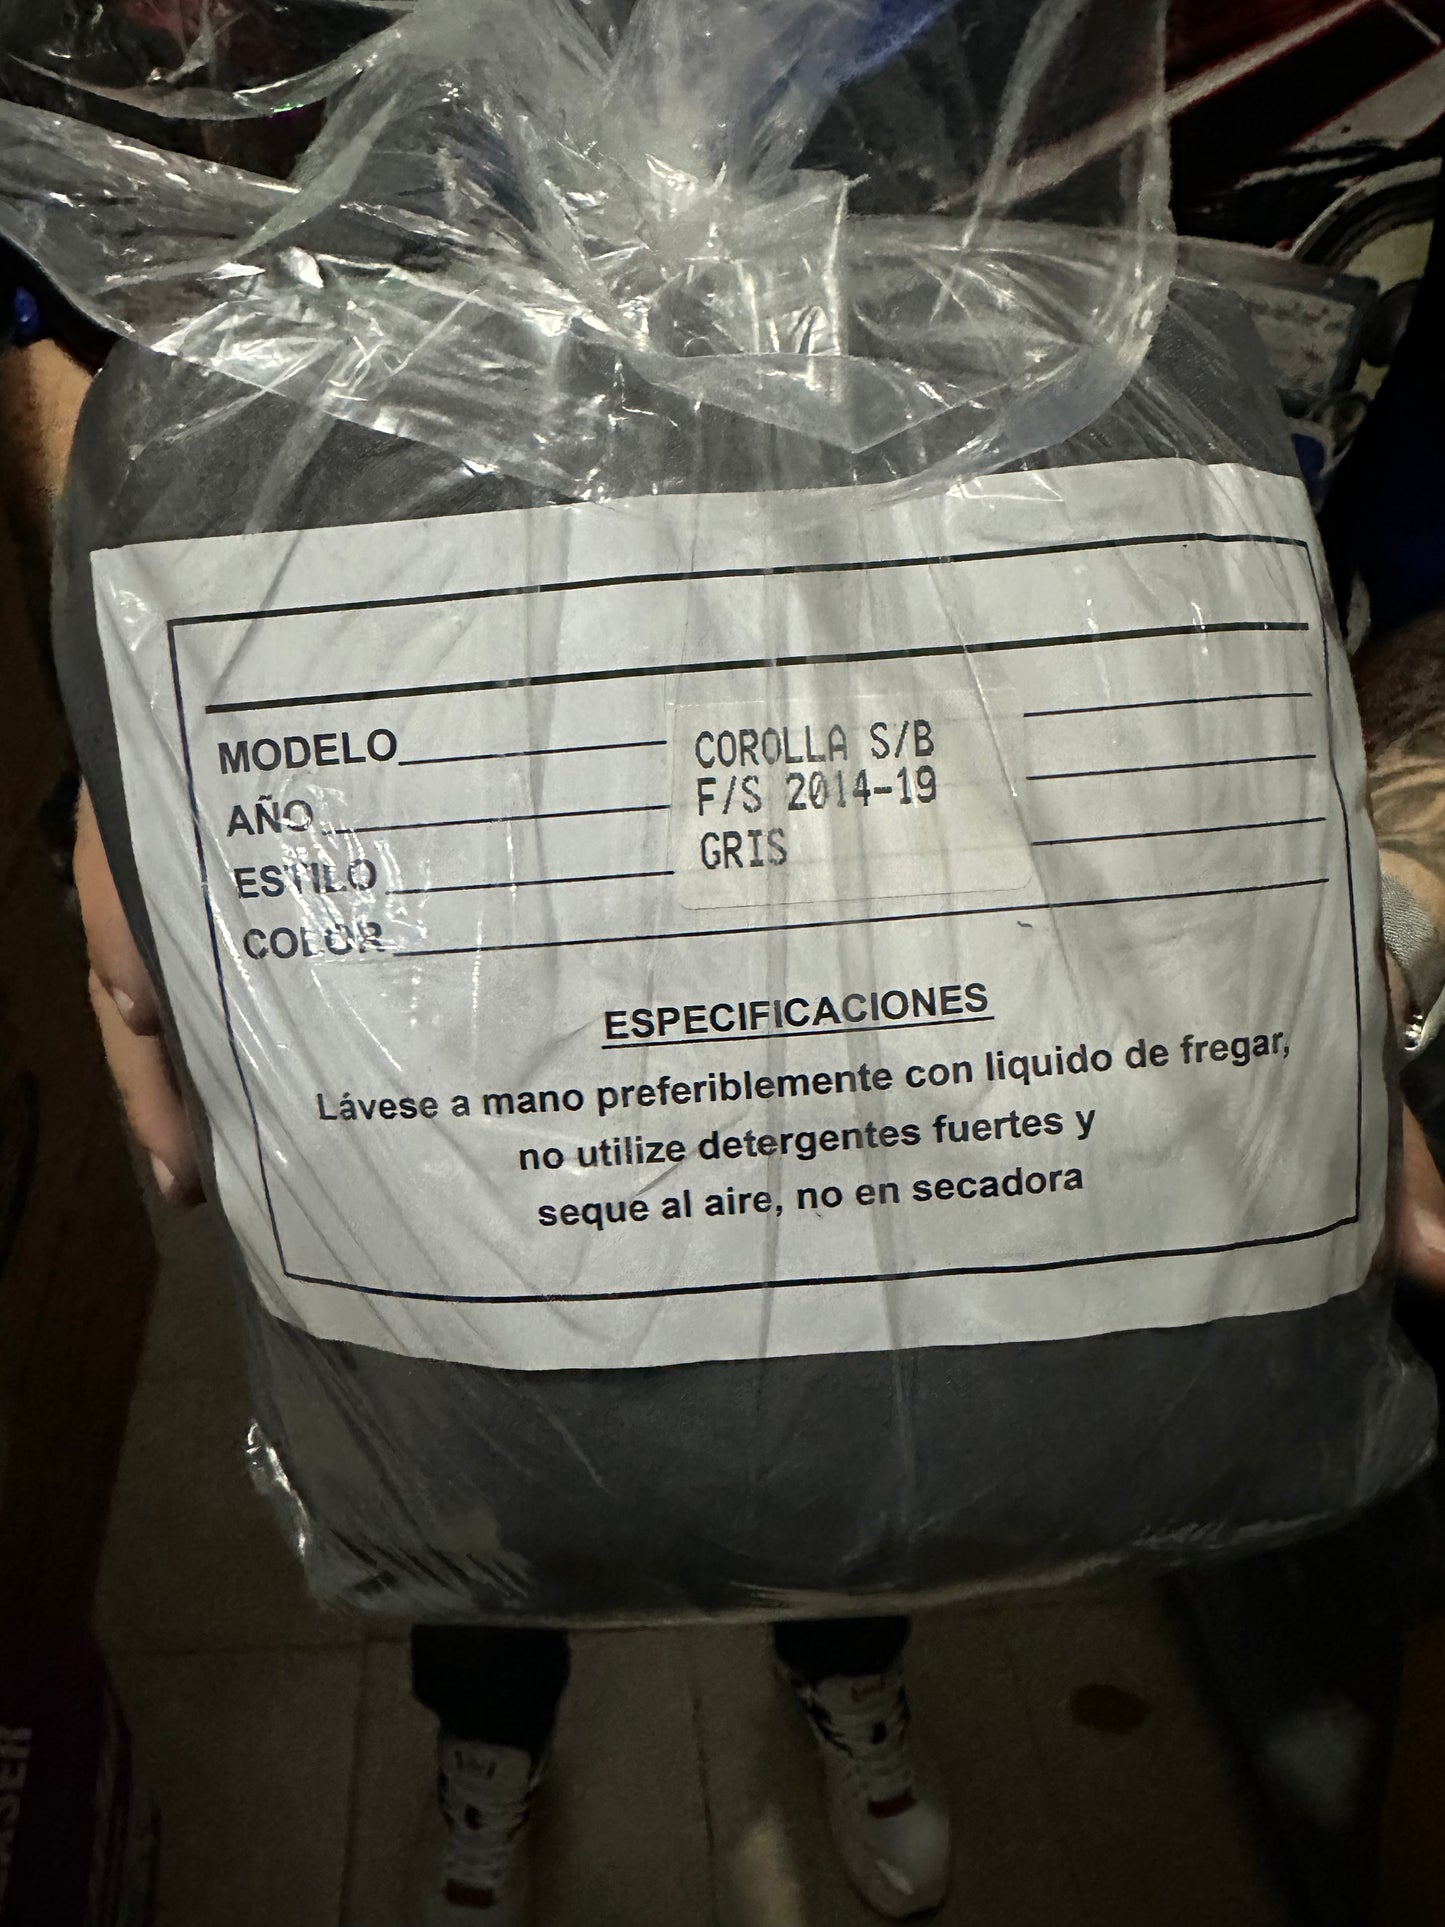 MODELO COROLLA S/B
AÑO F/S 2014-19
ESTILO GRIS
COLOR
ESPECIFICACIONES
Lávese a mano preferiblemente con liquido de fregar,
no utilize detergentes fuertes y
seque al aire, no en secadora